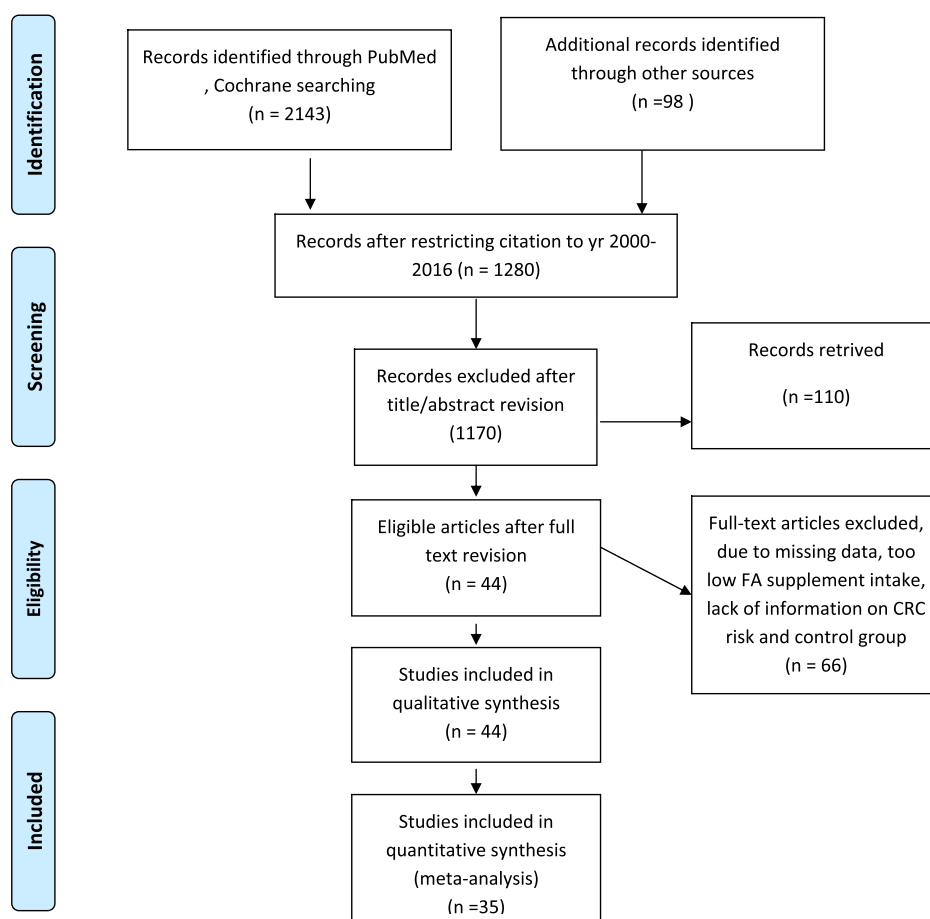 Identification
Records identified through PubMed
, Cochrane searching
(n = 2143)
Additional records identified
through other sources
(n =98 )
Records after restricting citation to yr 2000-
2016 (n = 1280)
Screening
Recordes excluded after
title/abstract revision
(1170)
Records retrived
(n =110)
Eligibility
Eligible articles after full
text revision
(n = 44)
Full-text articles excluded,
due to missing data, too
low FA supplement intake,
lack of information on CRC
risk and control group
(n = 66)
Studies included in
qualitative synthesis
(n = 44)
Included
Studies included in
quantitative synthesis
(meta-analysis)
(n =35)